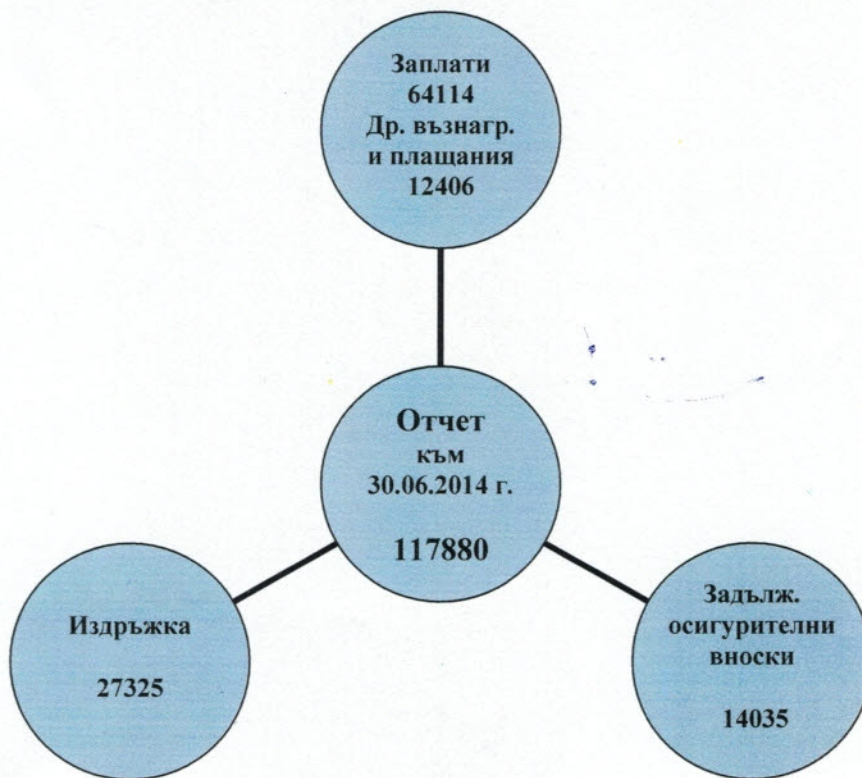 Заплати
64114
Др. възнагр.
и плащания
12406
Отчет
към
30.06.2014 г.
117880
Издръжка
27325
Задълж.
осигурителни
вноски
14035